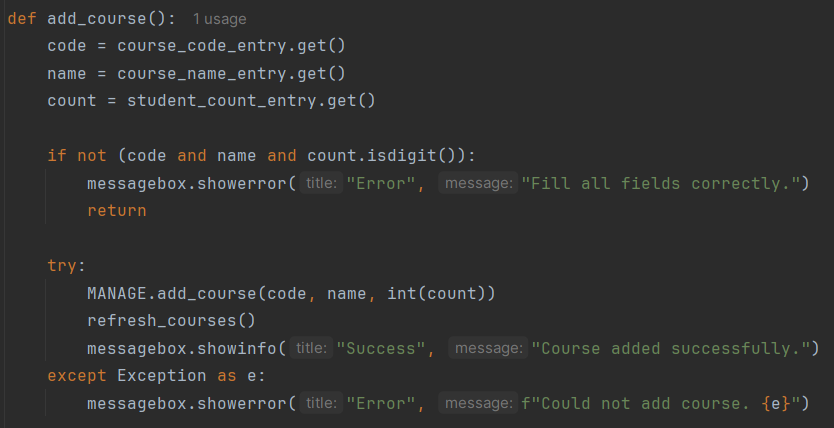 def add_course():  1 usage
    code = course_code_entry.get()
    name = course_name_entry.get()
    count = student_count_entry.get()

    if not (code and name and count.isdigit()):
        messagebox.showerror( title: "Error",  message: "Fill all fields correctly.")
        return

    try:
        MANAGE.add_course(code, name, int(count))
        refresh_courses()
        messagebox.showinfo( title: "Success",  message: "Course added successfully.")
    except Exception as e:
        messagebox.showerror( title: "Error",  message: f"Could not add course. {e}")